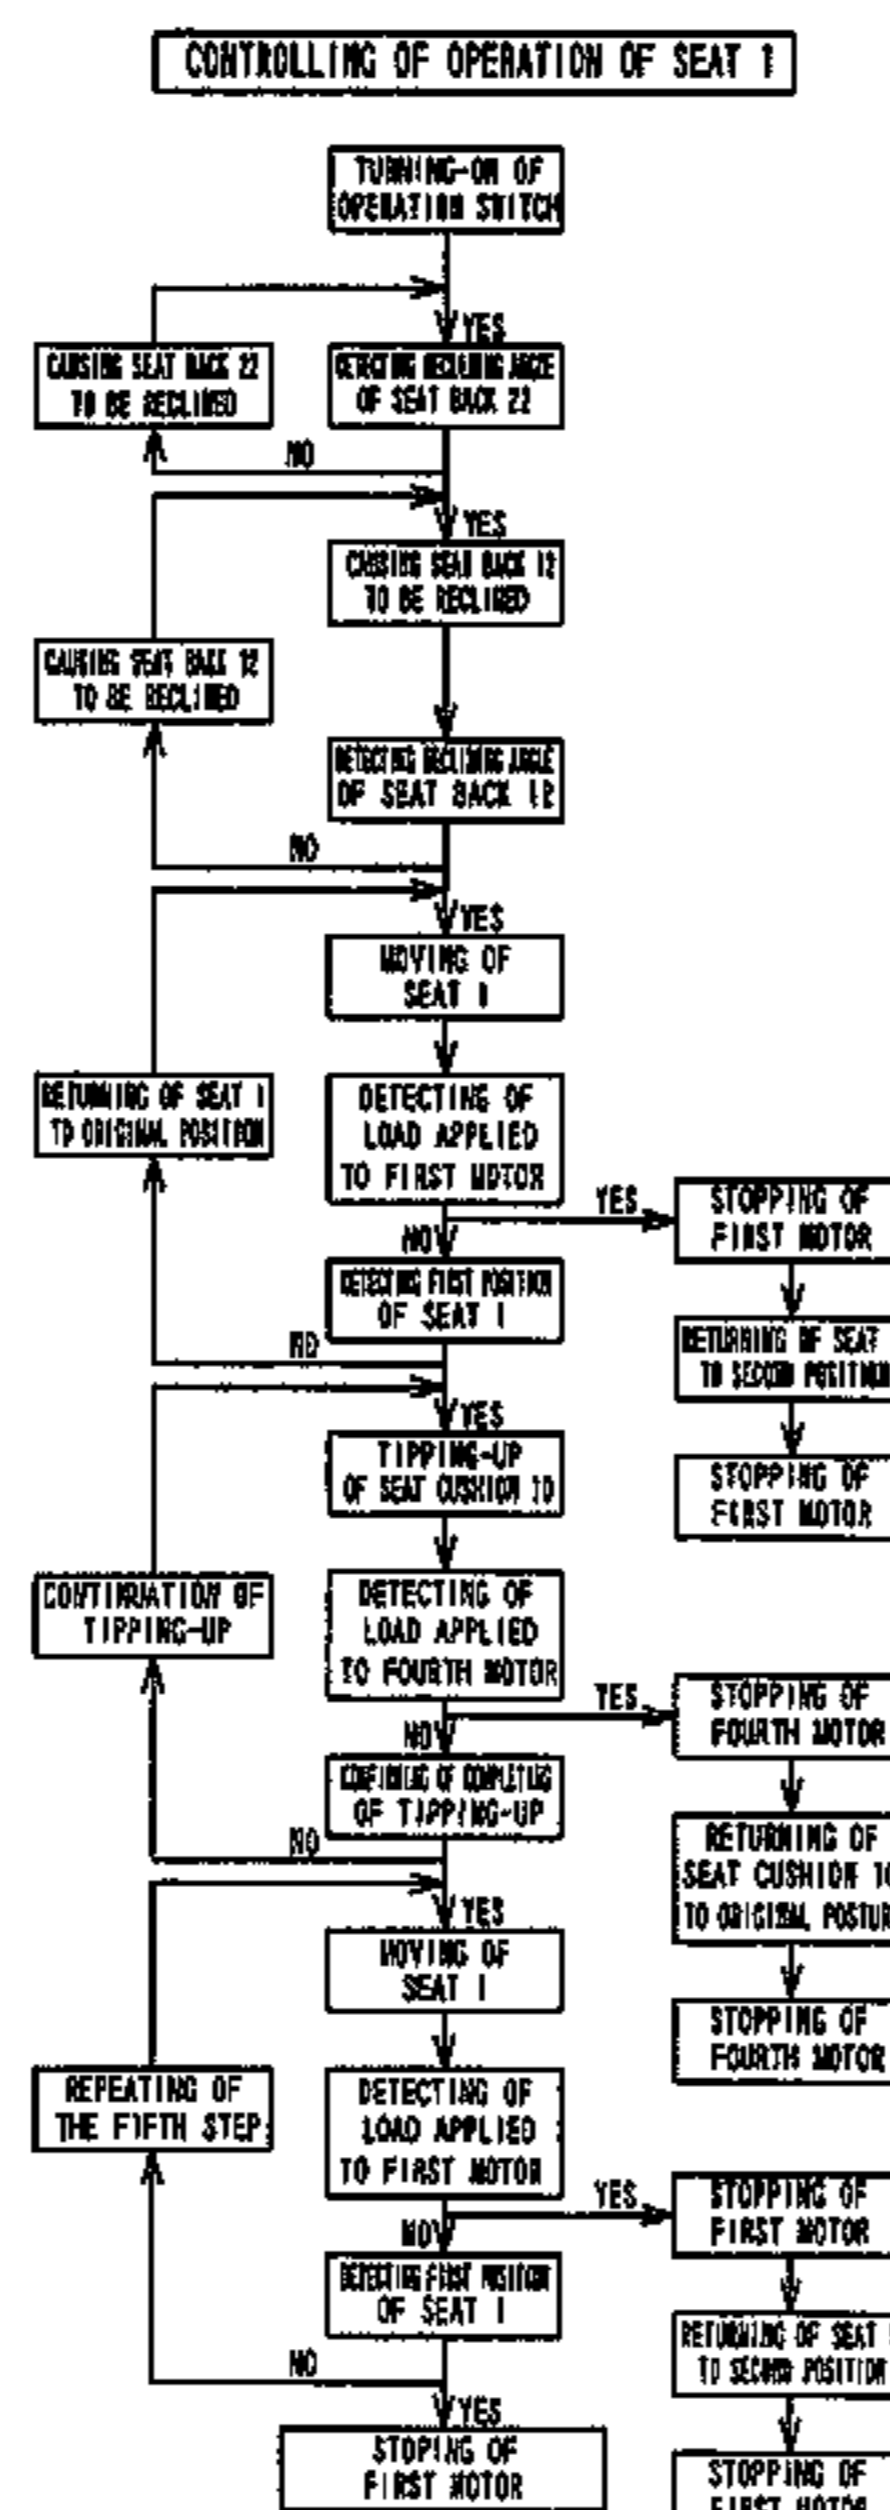 CONTROLLING OF OPERATION OF SEAT 1
TURNING-ON OF
OPERATION SWITCH
YES
CAUSING SEAT BACK 22
TO BE RECLINED
DETECTING RECLINING ANGLE
OF SEAT BACK 22
NO
YES
CAUSING SEAT BACK 12
TO BE RECLINED
CAUSING SEAT BACK 12
TO BE RECLINED
DETECTING RECLINING ANGLE
OF SEAT BACK 12
NO
YES
MOVING OF
SEAT 1
RETURNING OF SEAT 1
TO ORIGINAL POSITION
DETECTING OF
LOAD APPLIED
TO FIRST MOTOR
YES
STOPPING OF
FIRST MOTOR
NO
DETECTING FIRST POSITION
OF SEAT 1
RETURNING OF SEAT
TO SECOND POSITION
NO
YES
TIPPING-UP
OF SEAT CUSHION 10
STOPPING OF
FIRST MOTOR
CONTINUATION OF
TIPPING-UP
DETECTING OF
LOAD APPLIED
TO FOURTH MOTOR
YES
STOPPING OF
FOURTH MOTOR
NO
OF COMPLETING
OF TIPPING-UP
RETURNING OF
SEAT CUSHION 10
TO ORIGINAL POSTUR
NO
YES
MOVING OF
SEAT 1
STOPPING OF
FOURTH MOTOR
REPEATING OF
THE FIFTH STEP
DETECTING OF
LOAD APPLIED
TO FIRST MOTOR
YES
STOPPING OF
FIRST MOTOR
NO
DETECTING FIRST POSITION
OF SEAT 1
RETURNING OF SEAT
TO SECOND POSITION
NO
YES
STOPING OF
FIRST MOTOR
STOPPING OF
FIRST MOTOR